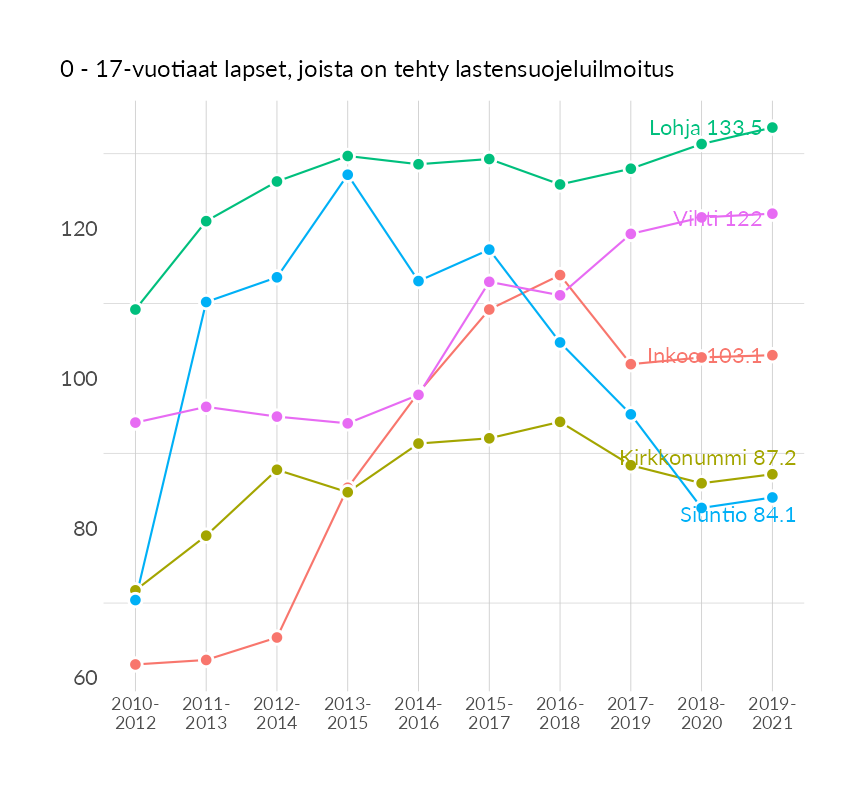 0 - 17-vuotiaat lapset, joista on tehty lastensuojeluilmoitus
Lohja 133.5
Vihti 122
120
Inkoo 103.1
100
Kirkkonummi 87.2
Siuntio 84.1
80
60
2010-2012 2011-2013 2012-2014 2013-2015 2014-2016 2015-2017 2016-2018 2017-2019 2018-2020 2019-2021